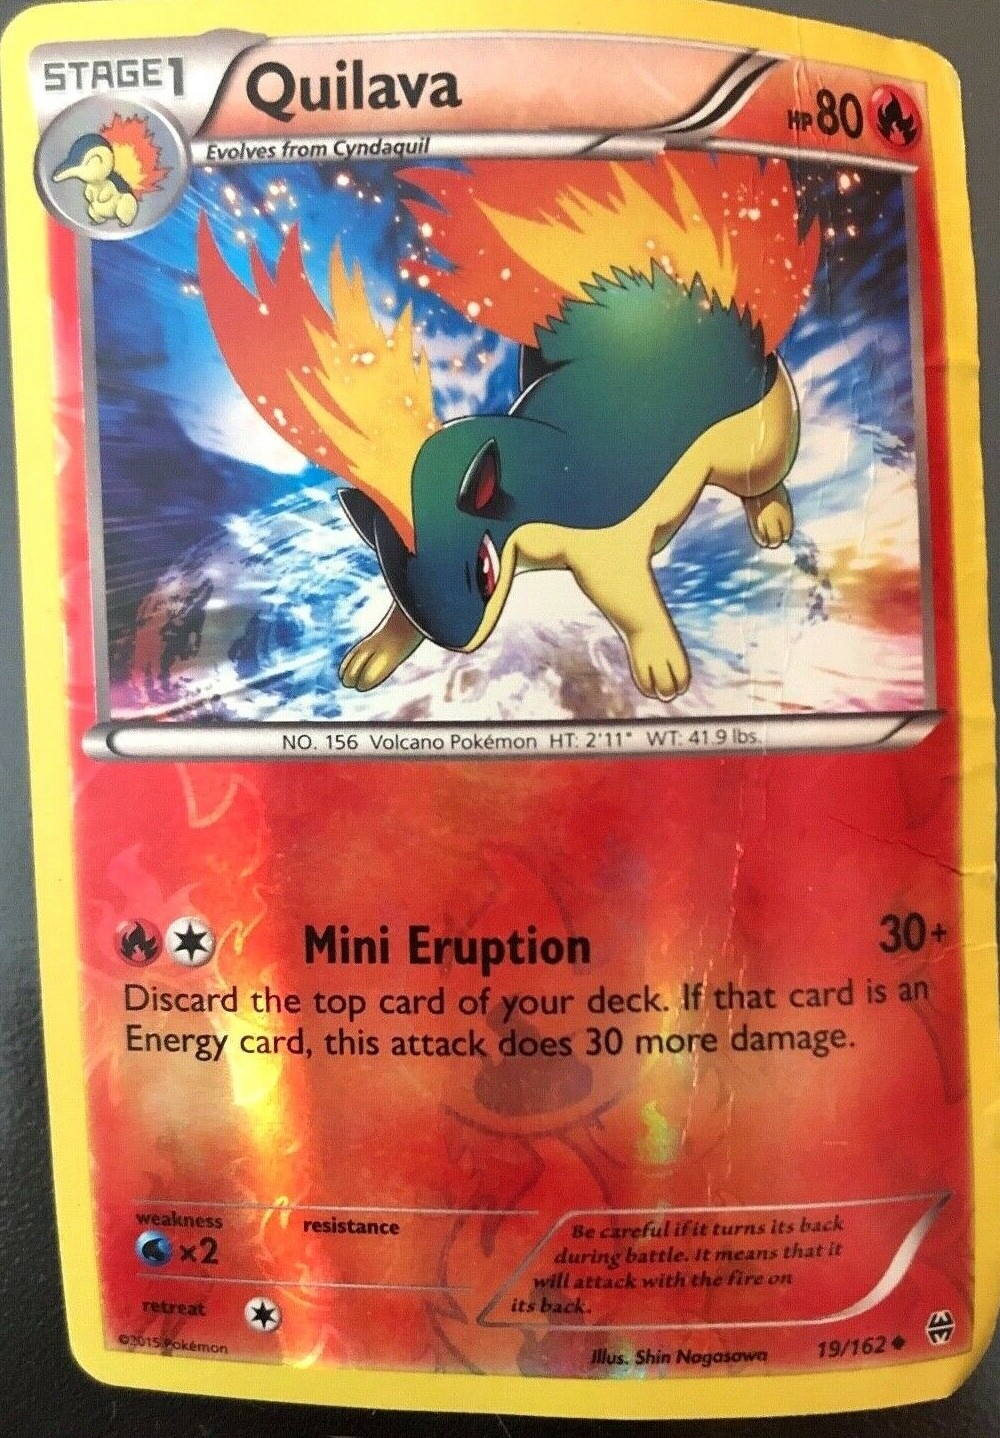 STAGE1
Quilava
HP80
Evolves from Cyndaquil
NO. 156 Volcano Pokémon HT: 2'11" WT: 41.9 lbs.
Mini Eruption 30+
Discard the top card of your deck. If that card is an
Energy card, this attack does 30 more damage.
weakness
x2
resistance
retreat
Be careful if it turns its back
during battle. It means that it
will attack with the fire on
its back.
©2015 Pokémon
Illus. Shin Nagasawa
19/162